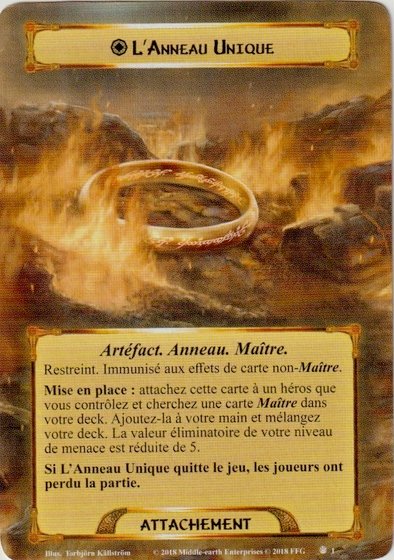 L'Anneau Unique
Artéfact. Anneau. Maître.
Restreint. Immunisé aux effets de carte non-Maître.
Mise en place : attachez cette carte à un héros que
vous contrôlez et cherchez une carte Maître dans
votre deck. Ajoutez-la à votre main et mélangez
votre deck. La valeur éliminatoire de votre niveau
de menace est réduite de 5.
Si L'Anneau Unique quitte le jeu, les joueurs ont
perdu la partie.
ATTACHEMENT
Illus. Torbjörn Källström © 2018 Middle-earth Enterprises © 2018 FFG 1